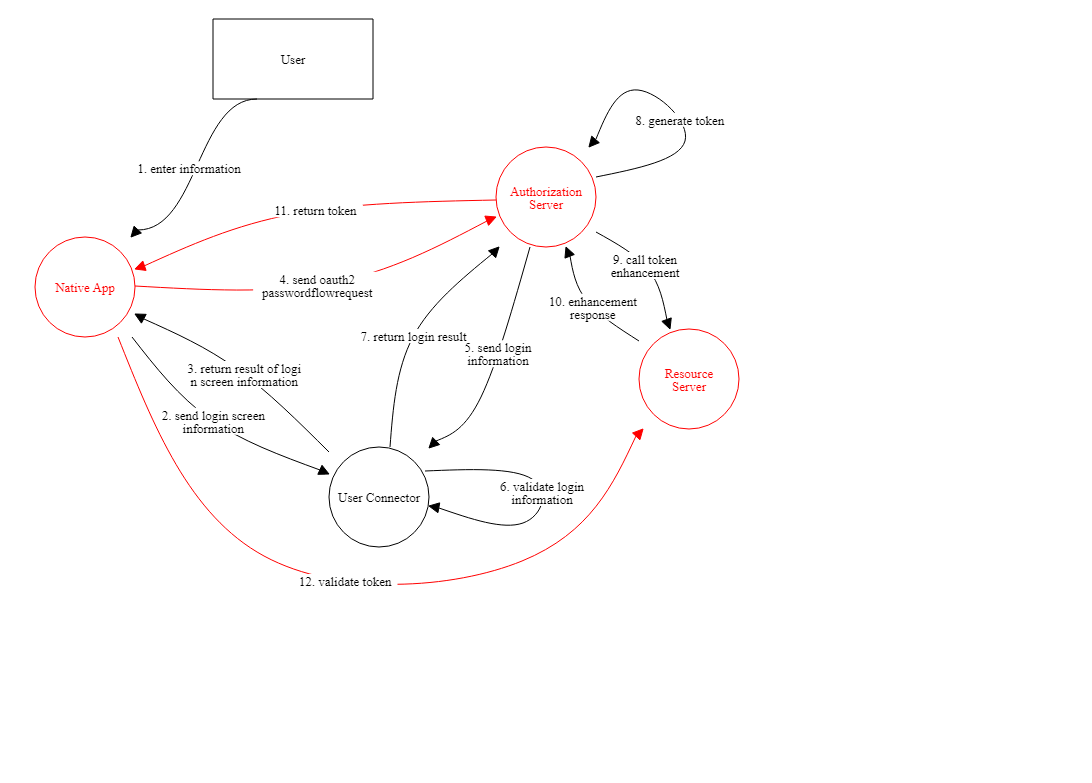 User
8. generate token
1. enter information
Authorization
Server
11. return token
9. call token
enhancement
4. send oauth2
passwordflowrequest
Native App
10. enhancement
response
7. return login result
5. send login
information
3. return result of logi
n screen information
Resource
Server
2. send login screen
information
6. validate login
information
User Connector
12. validate token